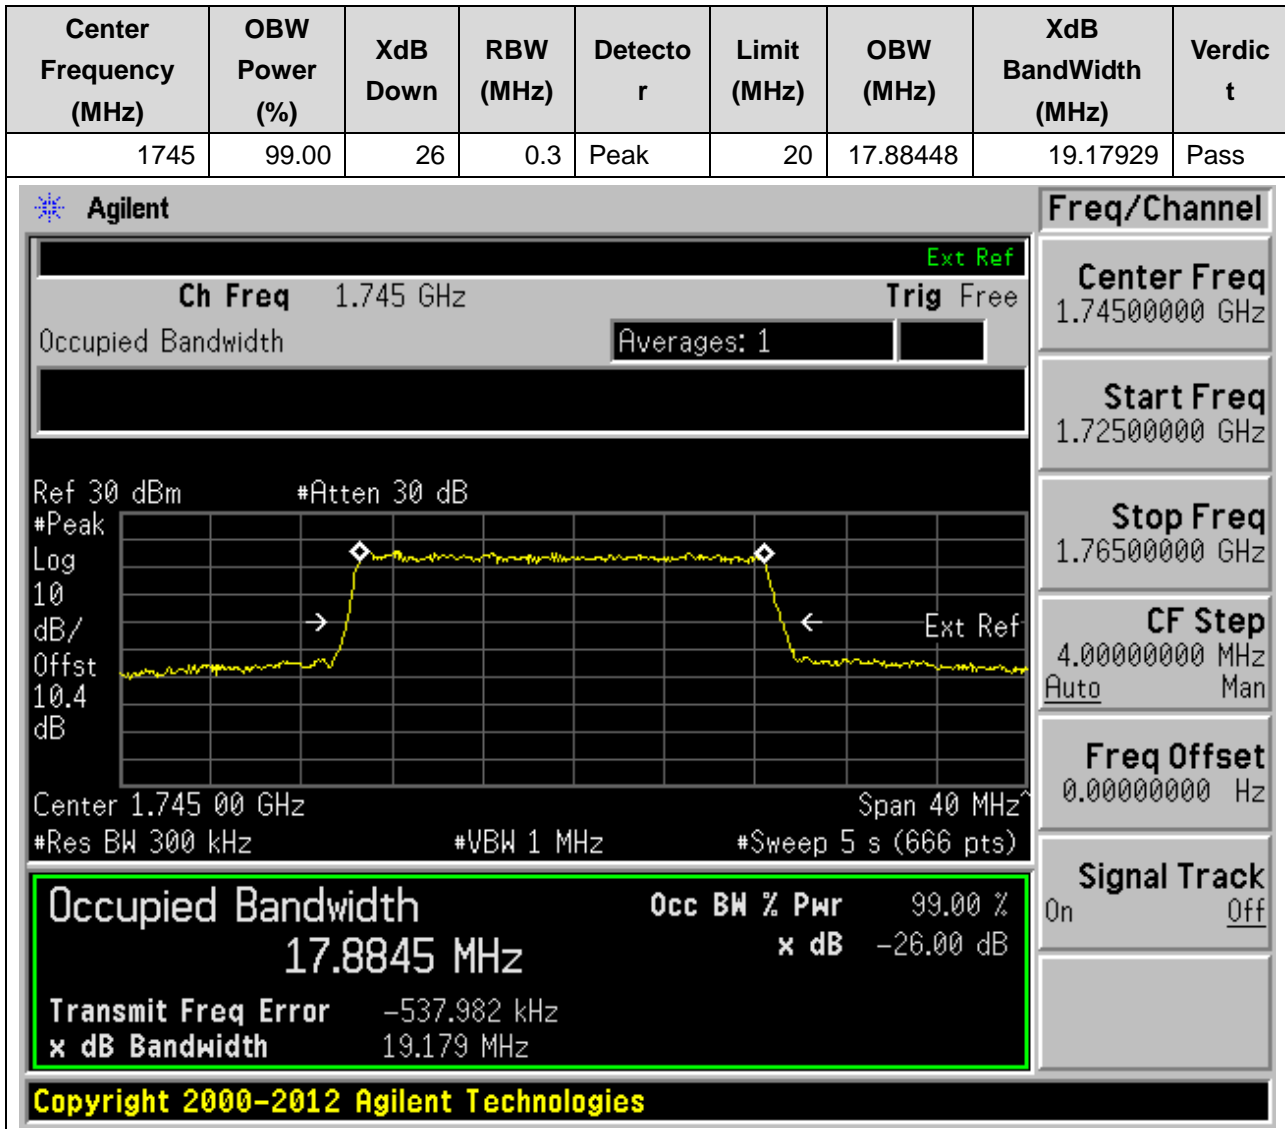 Center Frequency (MHz) OBW Power (%) XdB Down RBW (MHz) Detector Limit (MHz) OBW (MHz) XdB BandWidth (MHz) Verdict
1745 99.00 26 0.3 Peak 20 17.88448 19.17929 Pass
Agilent
Freq/Channel
Ext Ref
Ch Freq 1.745 GHz Trig Free
Occupied Bandwidth Averages: 1
Center Freq
1.74500000 GHz
Start Freq
1.72500000 GHz
Stop Freq
1.76500000 GHz
CF Step
4.00000000 MHz
Auto Man
Freq Offset
0.00000000 Hz
Signal Track
On Off
Ref 30 dBm #Atten 30 dB
#Peak
Log
10
dB/
Offst
10.4
dB
Ext Ref
Center 1.745 00 GHz Span 40 MHz^
#Res BW 300 kHz #VBW 1 MHz #Sweep 5 s (666 pts)
Occupied Bandwidth Occ BW % Pwr 99.00 %
17.8845 MHz x dB -26.00 dB
Transmit Freq Error -537.982 kHz
x dB Bandwidth 19.179 MHz
Copyright 2000-2012 Agilent Technologies